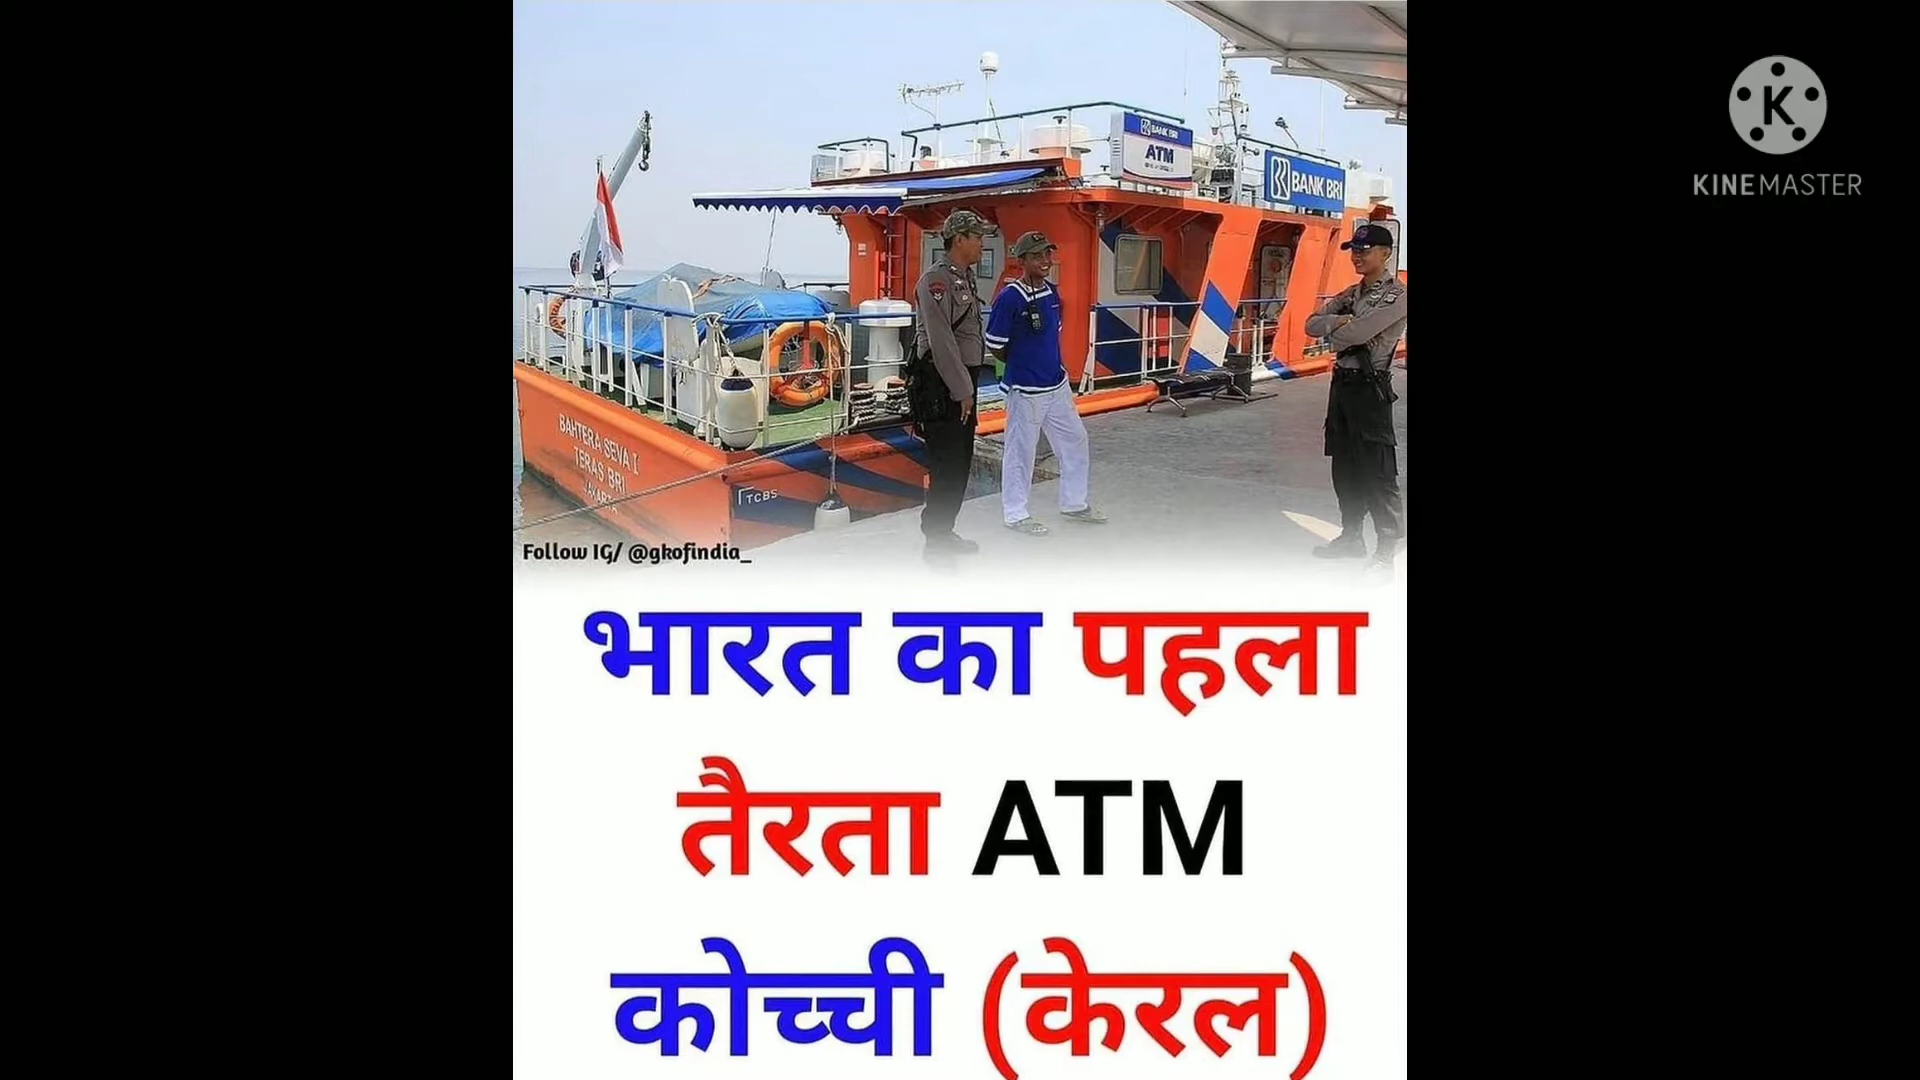 BANK BRI
ATM
BANK BRI
BAHTERA SEVA I
TERAS BRI
JAKARTA
TCBS
Follow IG/ @gkofindia_
भारत का पहला
तैरता ATM
कोच्ची (केरल)
K
KINEMASTER